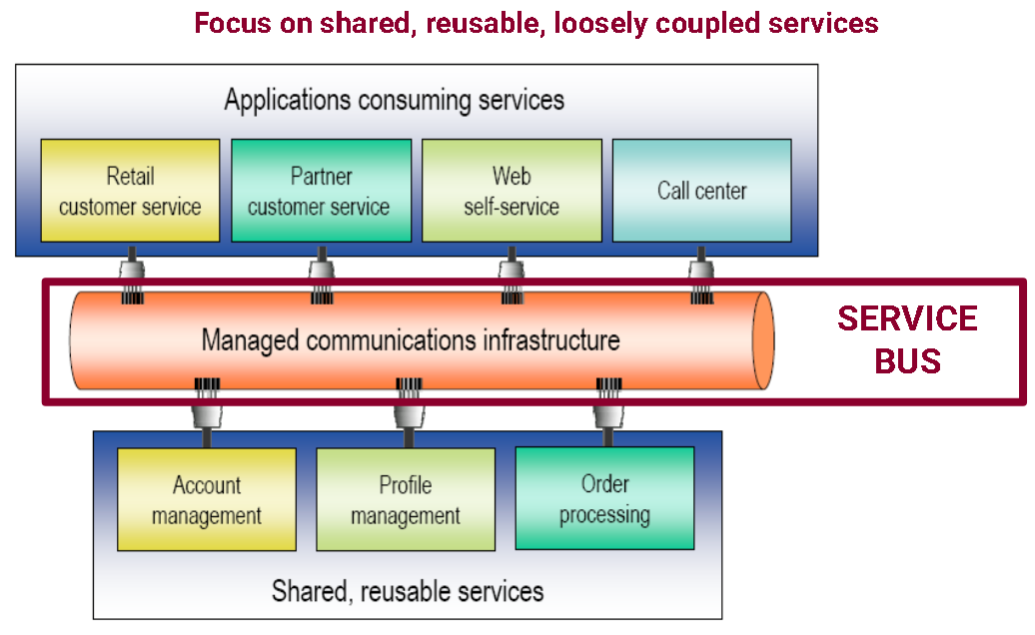 Focus on shared, reusable, loosely coupled services
Applications consuming services
Retail
customer service
Partner
customer service
Web
self-service
Call center
Managed communications infrastructure
SERVICE
BUS
Account
management
Profile
management
Order
processing
Shared, reusable services